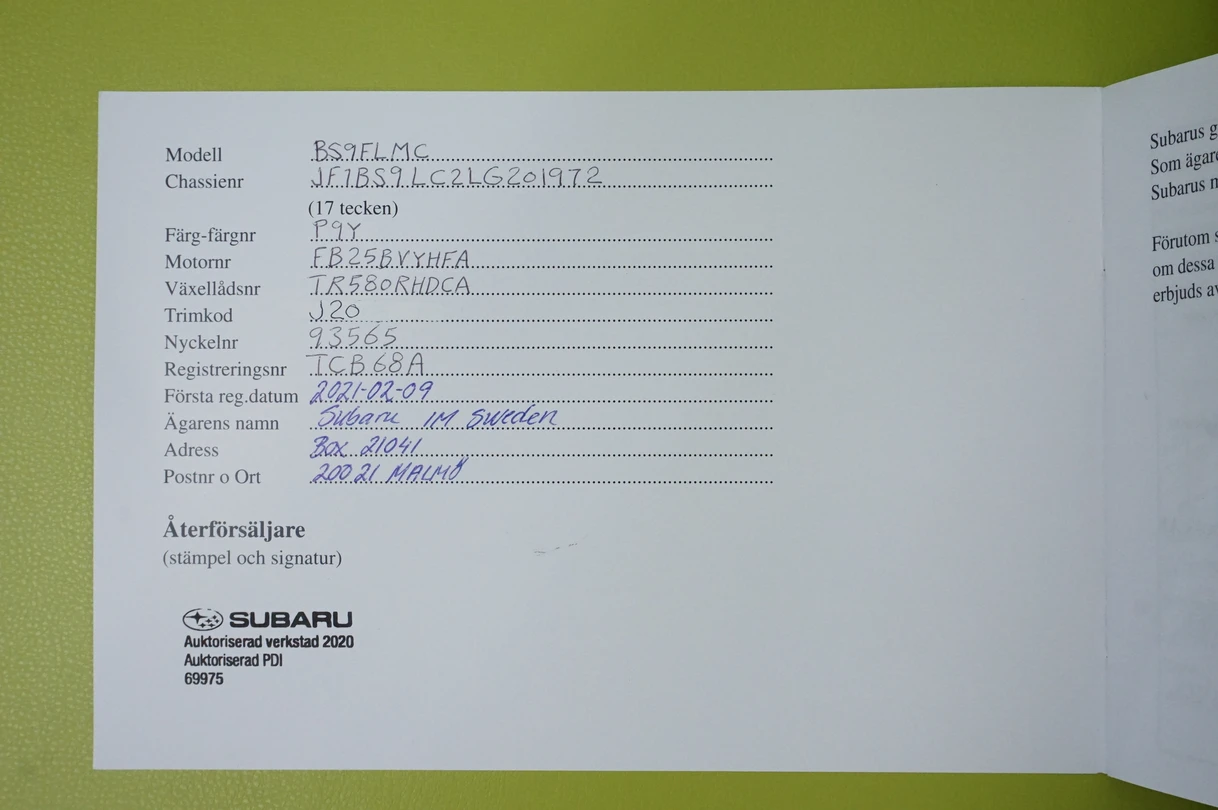 Modell BS9FLMC
Chassienr JF1BS9LC2LG201972
(17 tecken)
Färg-färgnr P9Y
Motornr FB25BVYHFA
Växellådsnr TR580RHDCA
Trimkod J20
Nyckelnr 93565
Registreringsnr TCB68A
Första reg.datum 2021-02-09
Ägarens namn Subaru IM Sweden
Adress Box 21041
Postnr o Ort 200 21 MALMÖ
Återförsäljare
(stämpel och signatur)
SUBARU
Auktoriserad verkstad 2020
Auktoriserad PDI
69975
Subarus
Som
Subarus
Förutom
om dessa
erbjuds